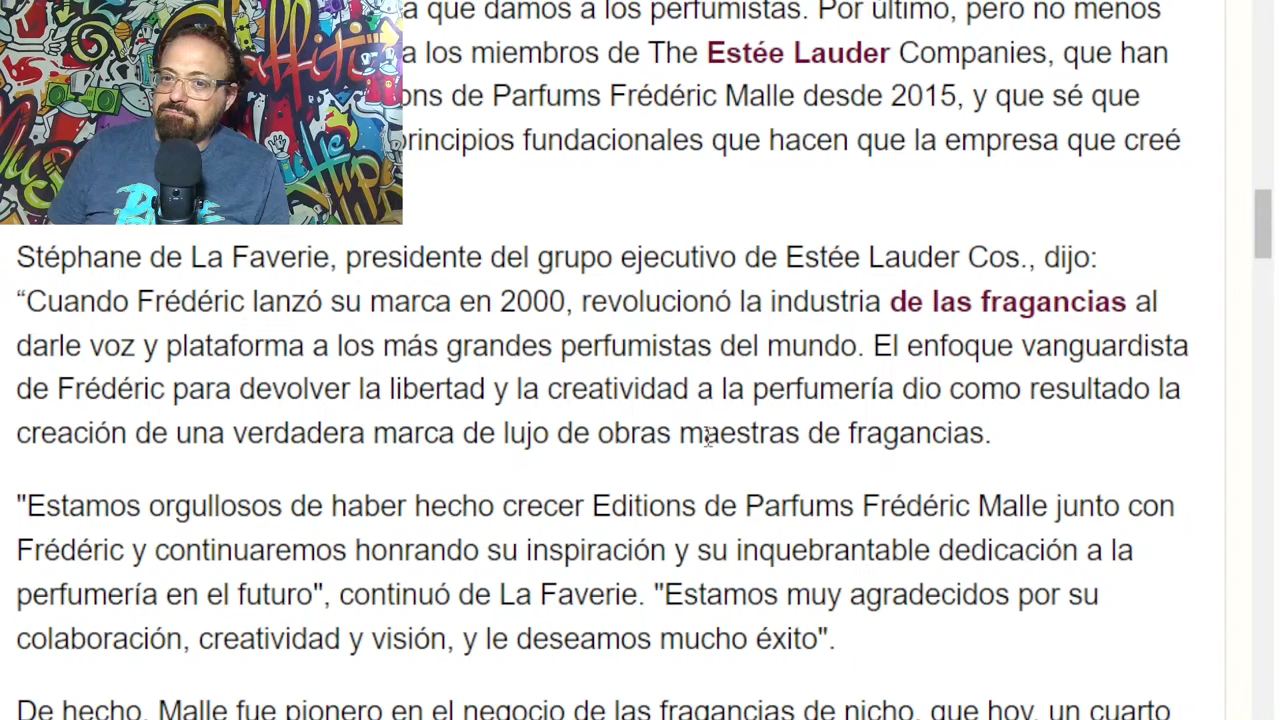 a que damos a los perfumistas. Por último, pero no menos
a los miembros de The Estée Lauder Companies, que han
ons de Parfums Frédéric Malle desde 2015, y que sé que
principios fundacionales que hacen que la empresa que creé
Stéphane de La Faverie, presidente del grupo ejecutivo de Estée Lauder Cos., dijo:
“Cuando Frédéric lanzó su marca en 2000, revolucionó la industria de las fragancias al
darle voz y plataforma a los más grandes perfumistas del mundo. El enfoque vanguardista
de Frédéric para devolver la libertad y la creatividad a la perfumería dio como resultado la
creación de una verdadera marca de lujo de obras maestras de fragancias.
"Estamos orgullosos de haber hecho crecer Editions de Parfums Frédéric Malle junto con
Frédéric y continuaremos honrando su inspiración y su inquebrantable dedicación a la
perfumería en el futuro", continuó de La Faverie. "Estamos muy agradecidos por su
colaboración, creatividad y visión, y le deseamos mucho éxito".
De hecho, Malle fue pionero en el negocio de las fragancias de nicho, que hoy, un cuarto